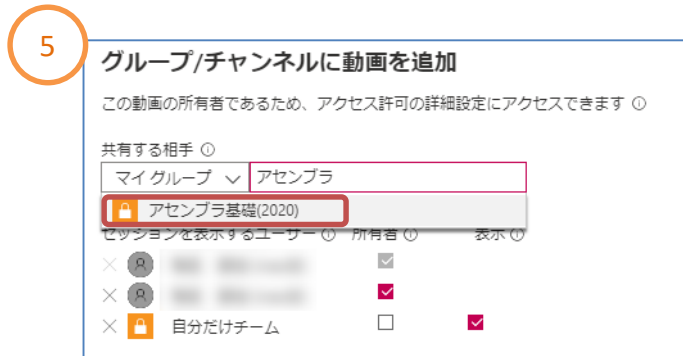 5
グループ/チャンネルに動画を追加
この動画の所有者であるため、アクセス許可の詳細設定にアクセスできます
共有する相手
マイ グループ アセンブラ
アセンブラ基礎(2020)
セッションを表示するユーザー 所有者 表示
自分だけチーム